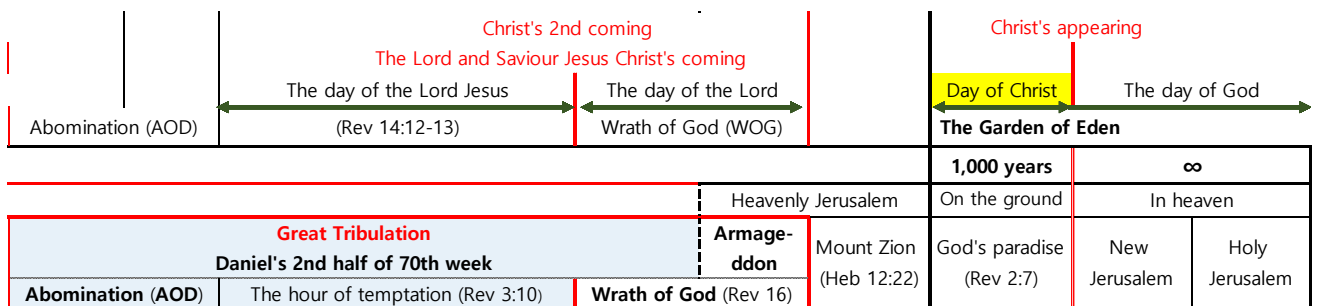 Christ's 2nd coming
Christ's appearing
The Lord and Saviour Jesus Christ's coming
The day of the Lord Jesus
The day of the Lord
Day of Christ
The day of God
Abomination (AOD)
(Rev 14:12-13)
Wrath of God (WOG)
The Garden of Eden
1,000 years
∞
Heavenly Jerusalem
On the ground
In heaven
Great Tribulation
Daniel's 2nd half of 70th week
Armage-
ddon
Mount Zion
(Heb 12:22)
God's paradise
(Rev 2:7)
New
Jerusalem
Holy
Jerusalem
Abomination (AOD)
The hour of temptation (Rev 3:10)
Wrath of God (Rev 16)